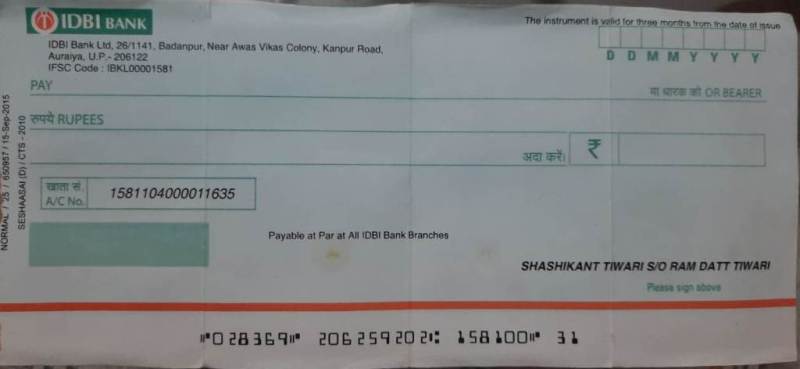 IDBI BANK
The instrument is valid for three months from the date of issue
IDBI Bank Ltd, 26/1141, Badanpur, Near Awas Vikas Colony, Kanpur Road,
Auraiya, U.P.- 206122
IFSC Code : IBKL00001581
D D M M Y Y Y Y
PAY
या धारक को OR BEARER
रुपये RUPEES
अदा करें।
₹
खाता सं.
A/C No.
1581104000011635
Payable at Par at All IDBI Bank Branches
SHASHIKANT TIWARI S/O RAM DATT TIWARI
Please sign above
NORMAL / 25 / 650957 / 15-Sep-2015
SESHAASAI (D) / CTS - 2010
⑈028369⑈ 206259202⑆ 158100⑈ 31